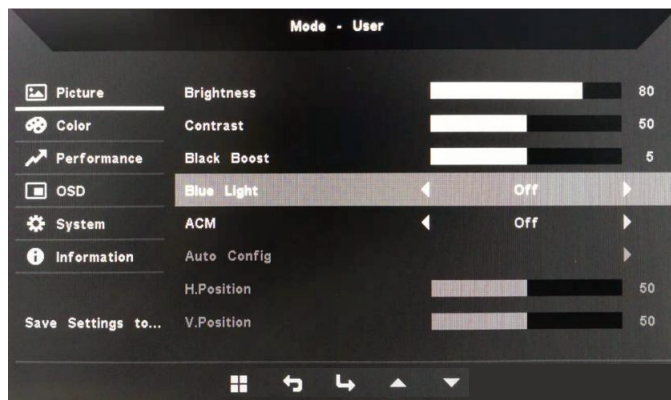 Mode - User
Picture
Brightness 80
Color
Contrast 50
Performance
Black Boost 5
OSD
Blue Light Off
System
ACM Off
Information
Auto Config
H.Position 50
Save Settings to...
V.Position 50